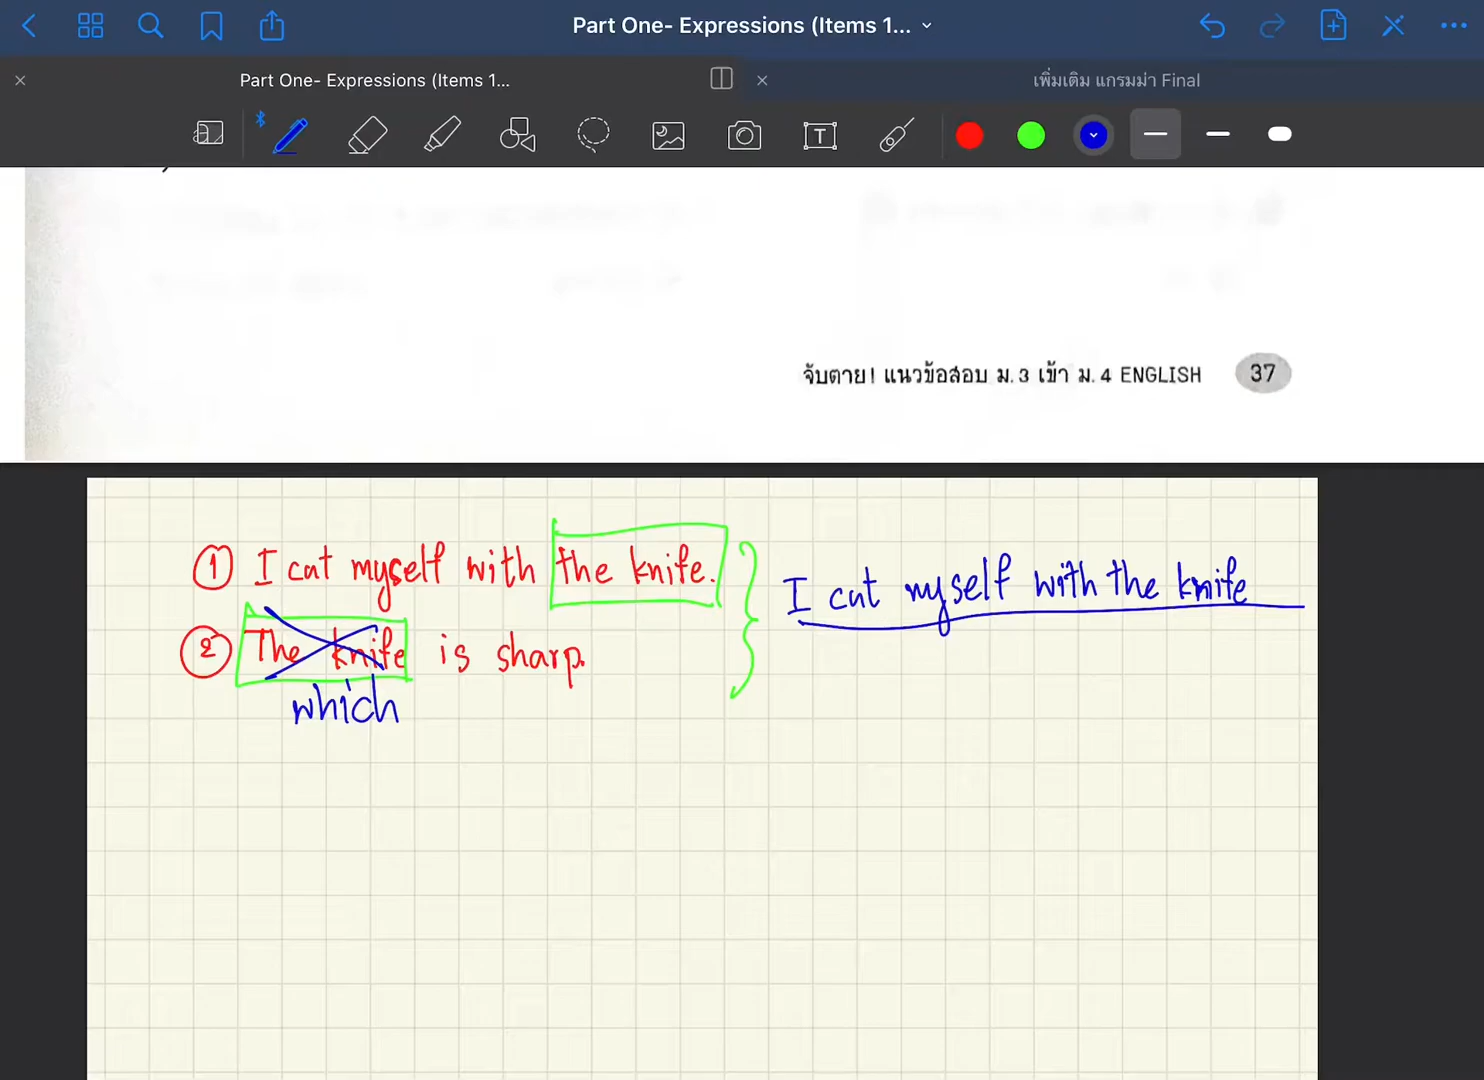 Part One- Expressions (Items 1...
Part One- Expressions (Items 1...
เพิ่มเติม แกรมม่า Final
จับตาย! แนวข้อสอบ ม.3 เข้า ม.4 ENGLISH 37
① I cut myself with the knife.
② The knife is sharp.
which
I cut myself with the knife